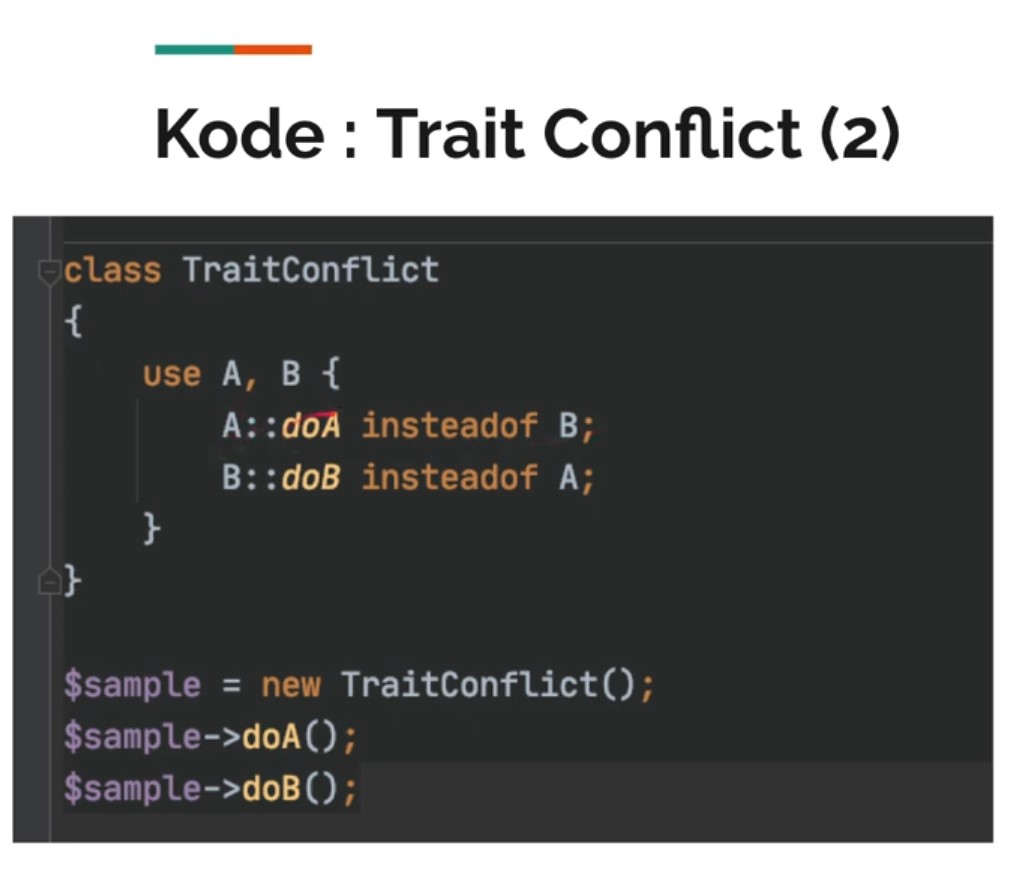 Kode : Trait Conflict (2)
class TraitConflict
{
    use A, B {
        A::doA insteadof B;
        B::doB insteadof A;
    }
}
$sample = new TraitConflict();
$sample->doA();
$sample->doB();